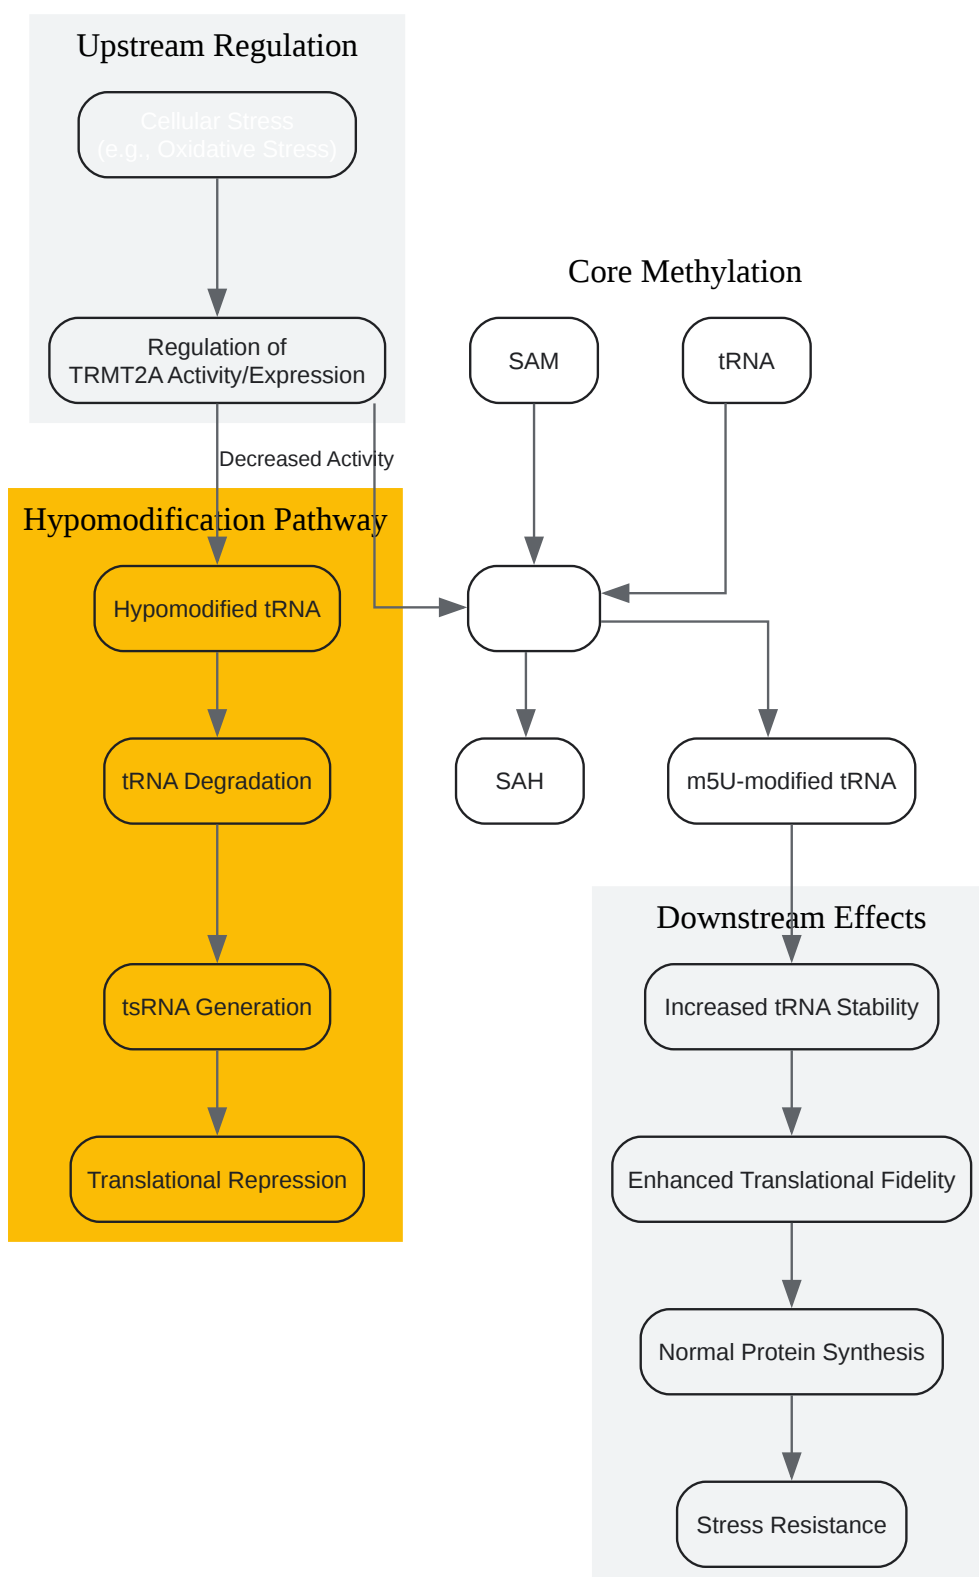 Upstream Regulation
Cellular Stress
(e.g., Oxidative Stress)
Regulation of
TRMT2A Activity/Expression
Decreased Activity
Core Methylation
SAM
tRNA
SAH
m5U-modified tRNA
Hypomodification Pathway
Hypomodified tRNA
tRNA Degradation
tsRNA Generation
Translational Repression
Downstream Effects
Increased tRNA Stability
Enhanced Translational Fidelity
Normal Protein Synthesis
Stress Resistance